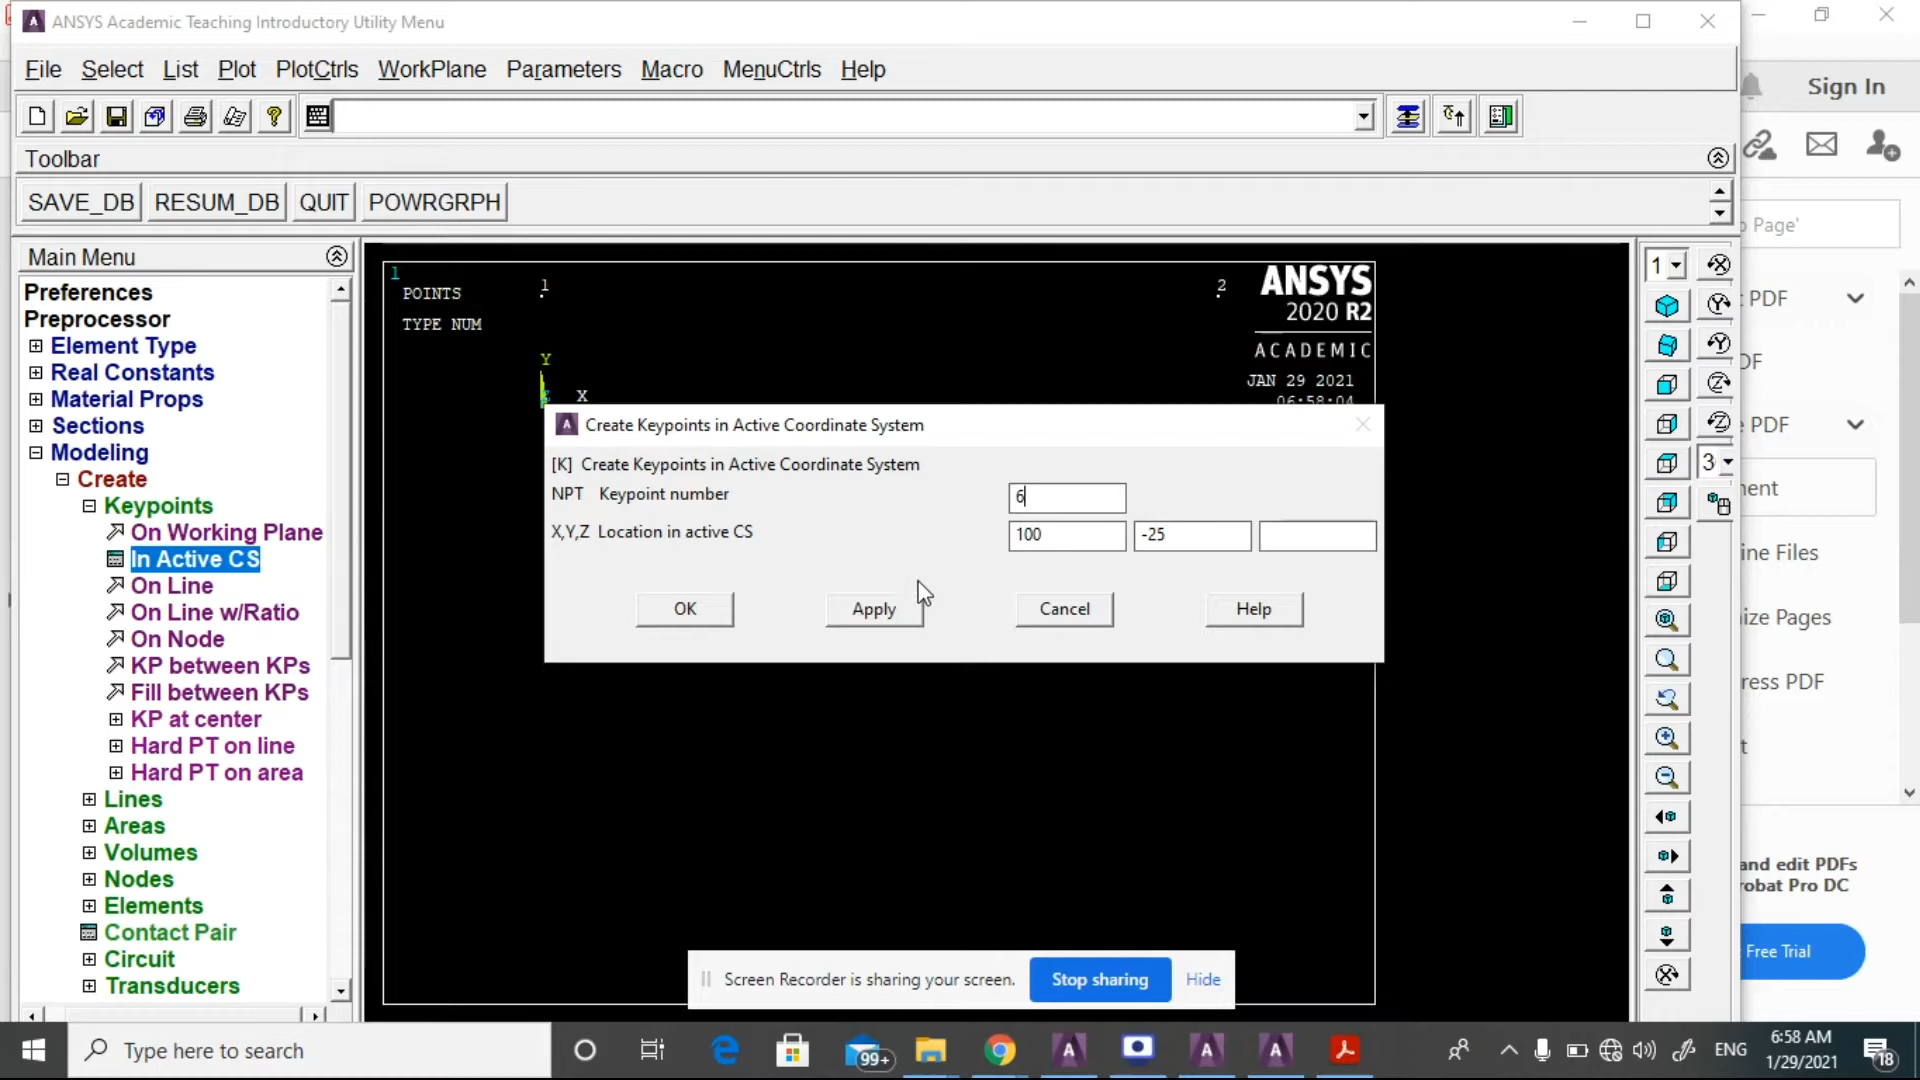 ANSYS Academic Teaching Introductory Utility Menu
File Select List Plot PlotCtrls WorkPlane Parameters Macro MenuCtrls Help
Sign In
Toolbar
SAVE_DB RESUM_DB QUIT POWRGRPH
Page'
Main Menu
Preferences
Preprocessor
Element Type
Real Constants
Material Props
Sections
Modeling
Create
Keypoints
On Working Plane
In Active CS
On Line
On Line w/Ratio
On Node
KP between KPs
Fill between KPs
KP at center
Hard PT on line
Hard PT on area
Lines
Areas
Volumes
Nodes
Elements
Contact Pair
Circuit
Transducers
1
POINTS
TYPE NUM
1
2
Y
X
ANSYS
2020 R2
ACADEMIC
JAN 29 2021
06:58:04
Create Keypoints in Active Coordinate System
[K] Create Keypoints in Active Coordinate System
NPT Keypoint number 6
X,Y,Z Location in active CS 100 -25
OK Apply Cancel Help
1
3
PDF
PDF
Files
Pages
PDF
and edit PDFs
Pro DC
Free Trial
Screen Recorder is sharing your screen. Stop sharing Hide
Type here to search
99+
ENG
6:58 AM
1/29/2021
18